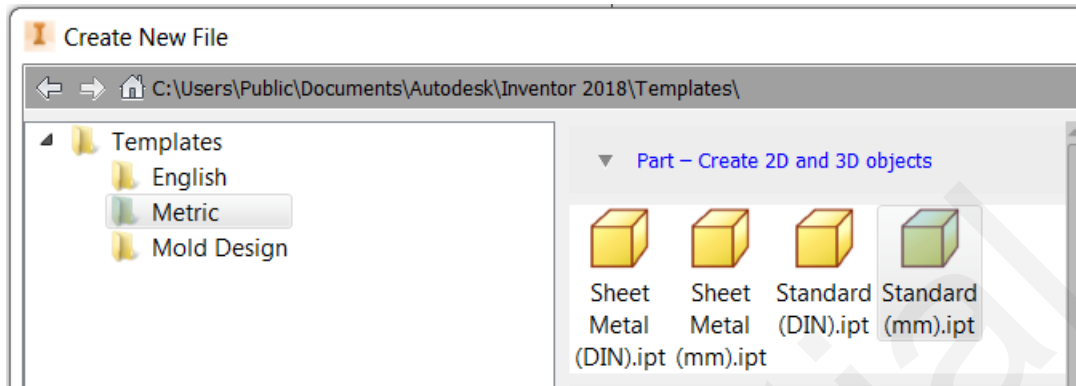 Create New File
C:\Users\Public\Documents\Autodesk\Inventor 2018\Templates\
Templates
English
Metric
Mold Design
Part – Create 2D and 3D objects
Sheet Metal (DIN).ipt
Sheet Metal (mm).ipt
Standard (DIN).ipt
Standard (mm).ipt